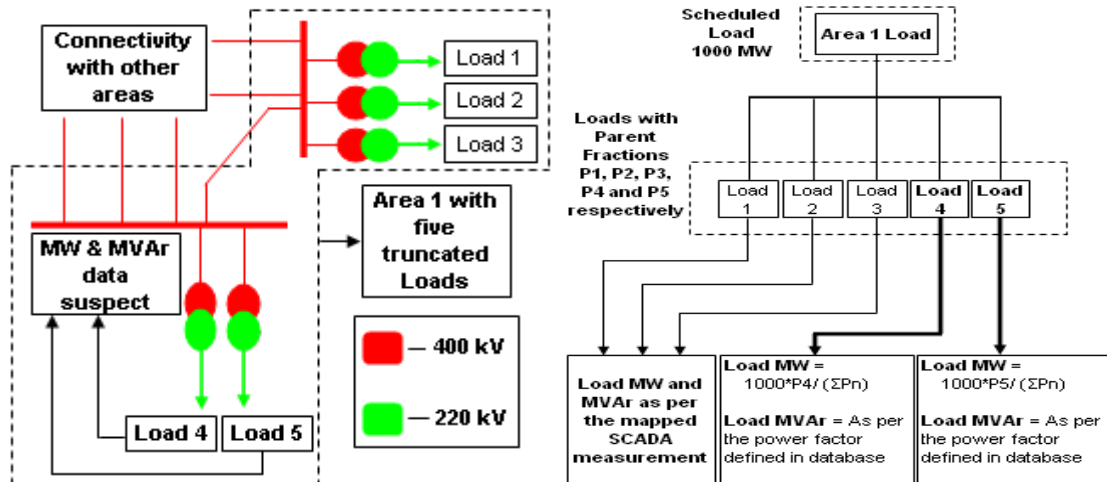 Connectivity
with other
areas
Load 1
Load 2
Load 3
MW & MVAr
data
suspect
Load 4
Load 5
Area 1 with
five
truncated
Loads
— 400 kV
— 220 kV
Scheduled
Load
1000 MW
Area 1 Load
Loads with
Parent
Fractions
P1, P2, P3,
P4 and P5
respectively
Load
1
Load
2
Load
3
Load
4
Load
5
Load MW and
MVAr as per
the mapped
SCADA
measurement
Load MW =
1000*P4/ (ΣPn)
Load MVAr = As per
the power factor
defined in database
Load MW =
1000*P5/ (ΣPn)
Load MVAr = As per
the power factor
defined in database